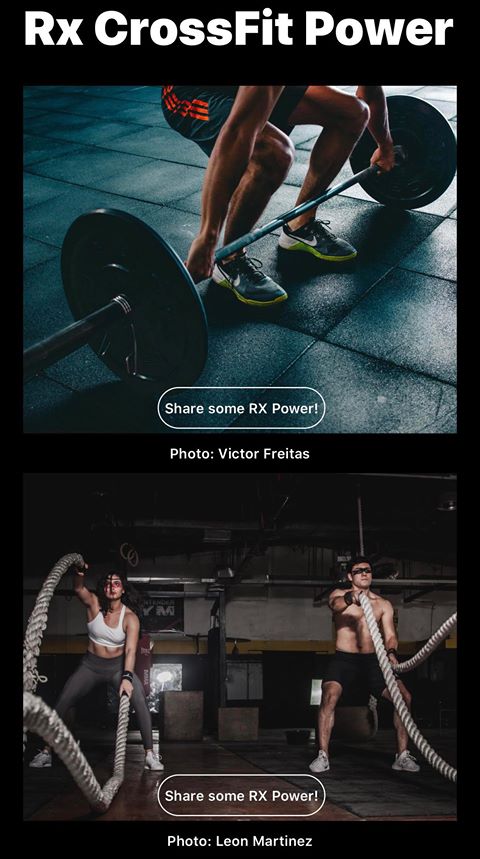 Rx CrossFit Power
Share some RX Power!
Photo: Victor Freitas
Share some RX Power!
Photo: Leon Martinez